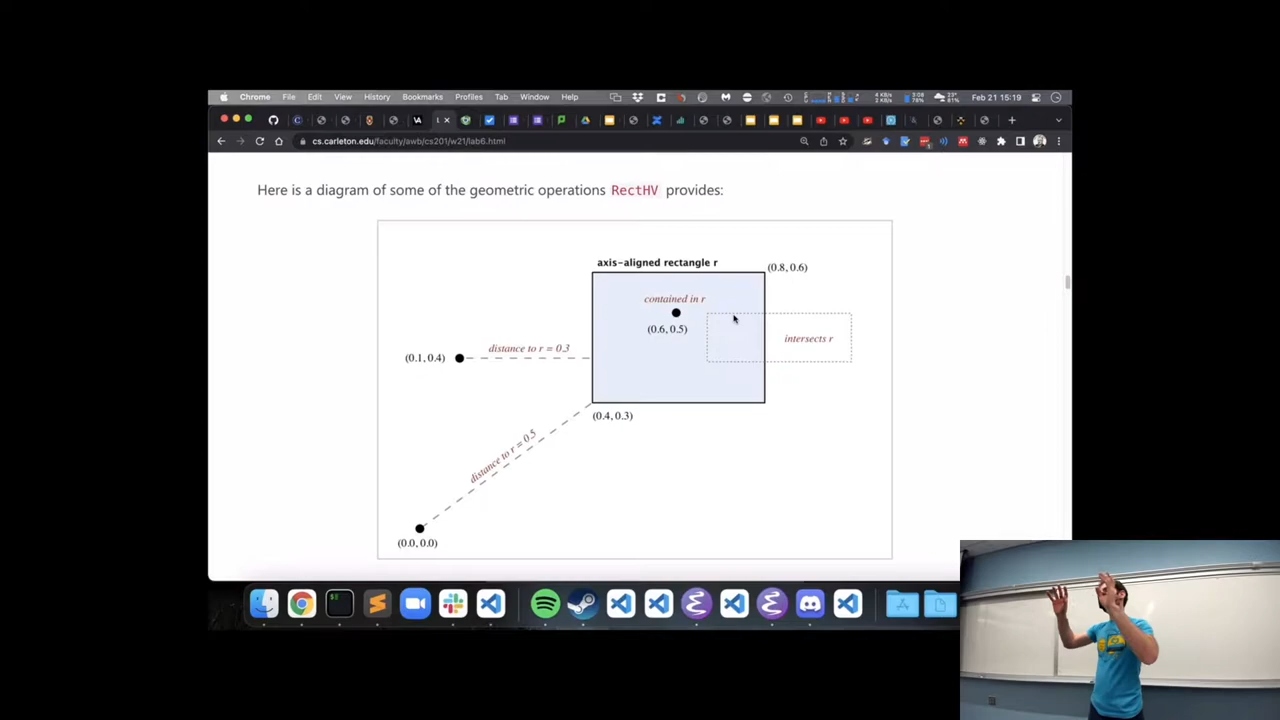 Chrome File Edit View History Bookmarks Profiles Tab Window Help
Feb 21 15:19
cs.carleton.edu/faculty/awb/cs201/w21/lab6.html
Here is a diagram of some of the geometric operations RectHV provides:
axis-aligned rectangle r
(0.8, 0.6)
contained in r
(0.6, 0.5)
intersects r
distance to r = 0.3
(0.1, 0.4)
(0.4, 0.3)
distance to r = 0.5
(0.0, 0.0)